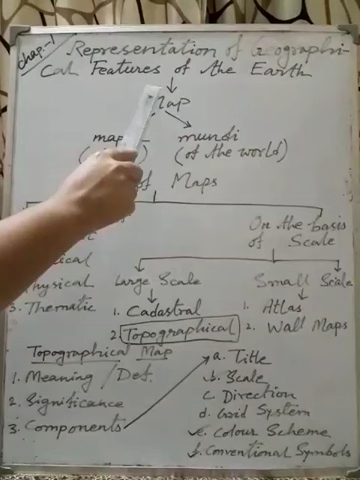 Chap.-1
Representation of Geographi-
cal Features of the Earth
Map
mundi
(of the world)
of Maps
On the basis
of Scale
Large Scale
Small Scale
Physical
Thematic
1. Cadastral
2. Topographical
1. Atlas
2. Wall Maps
Topographical Map
1. Meaning / Def.
2. Significance
3. Components
a. Title
b. Scale
c. Direction
d. Grid System
e. Colour Scheme
f. Conventional Symbols